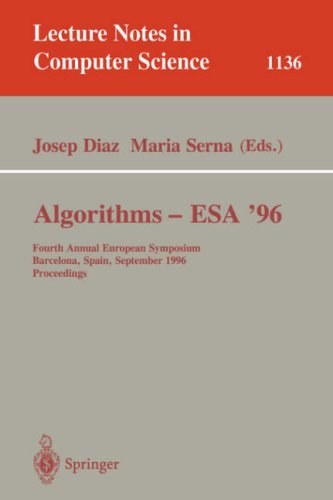 Lecture Notes in
Computer Science 1136
Josep Diaz Maria Serna (Eds.)
Algorithms – ESA '96
Fourth Annual European Symposium
Barcelona, Spain, September 1996
Proceedings
Springer